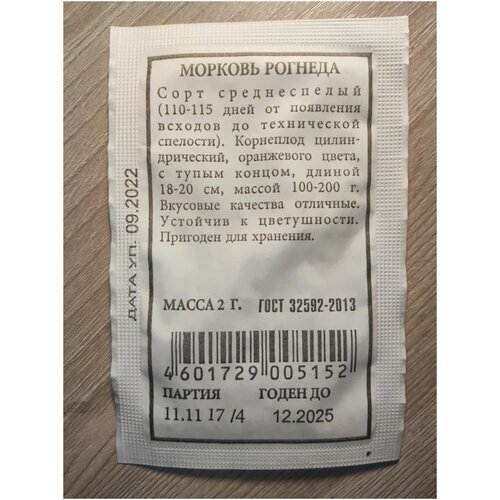 МОРКОВЬ РОГНЕДА
Сорт среднеспелый
(110-115 дней от появления
всходов до технической
спелости). Корнеплод цилин-
дрический, оранжевого цвета,
с тупым концом, длиной
18-20 см, массой 100-200 г.
Вкусовые качества отличные.
Устойчив к цветушности.
Пригоден для хранения.
ДАТА УП. 09.2022
МАССА 2 Г. ГОСТ 32592-2013
4 601729 005152
ПАРТИЯ ГОДЕН ДО
11.11 17 /4 12.2025